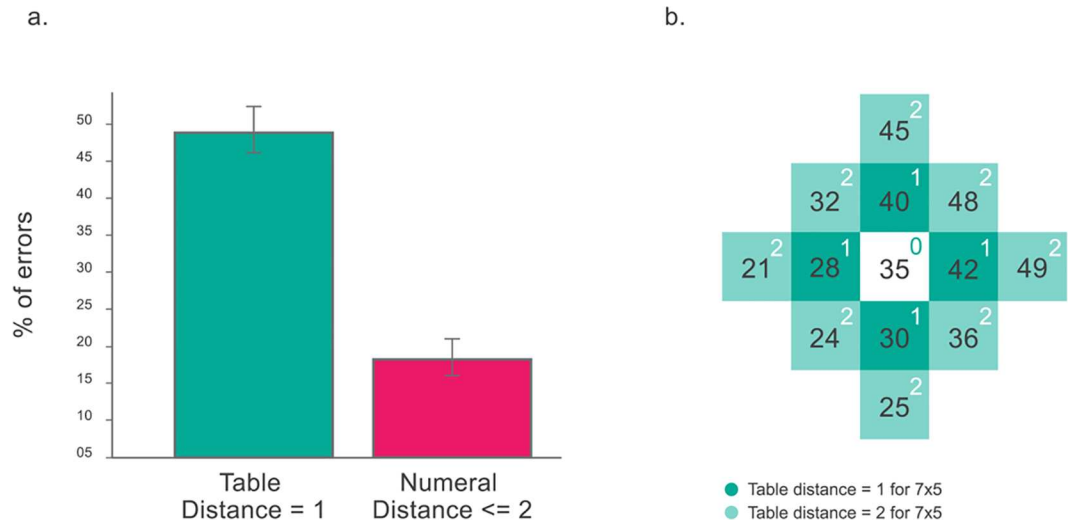 a.
b.
% of errors
50
45
40
35
30
25
20
15
10
05
Table
Distance = 1
Numeral
Distance <= 2
45 2
32 2 40 1 48 2
21 2 28 1 35 0 42 1 49 2
24 2 30 1 36 2
25 2
Table distance = 1 for 7x5
Table distance = 2 for 7x5